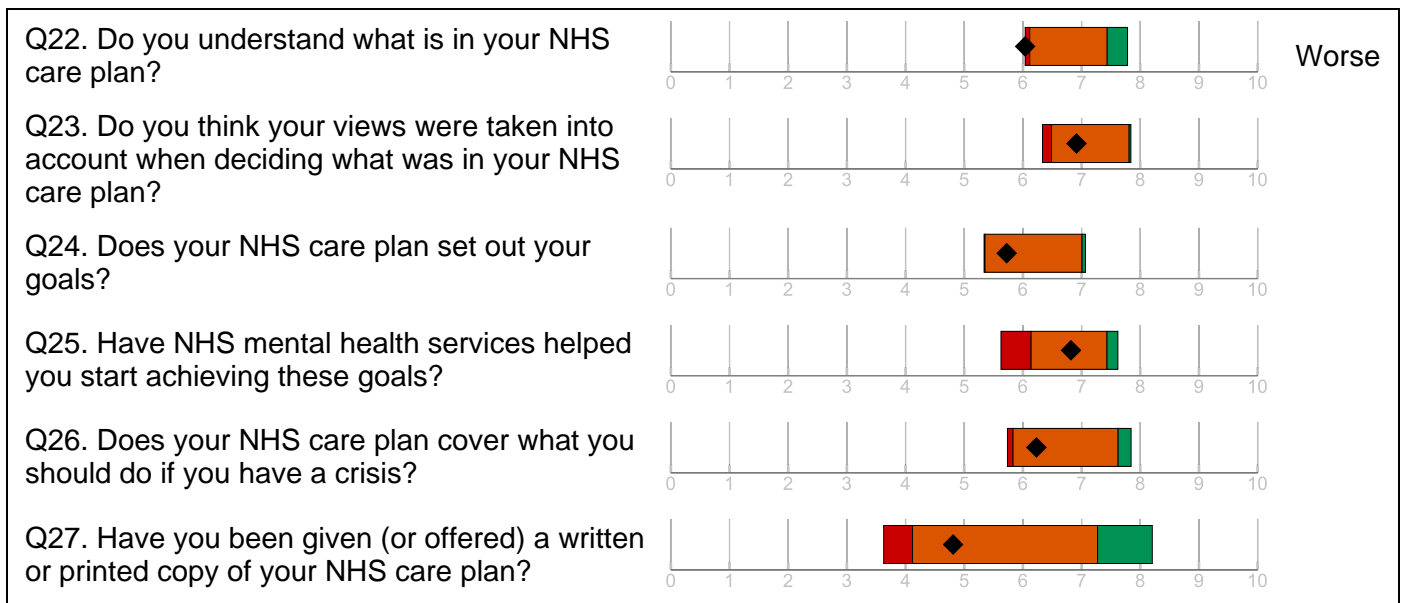 Q22. Do you understand what is in your NHS
care plan?
Worse
0 1 2 3 4 5 6 7 8 9 10
Q23. Do you think your views were taken into
account when deciding what was in your NHS
care plan?
0 1 2 3 4 5 6 7 8 9 10
Q24. Does your NHS care plan set out your
goals?
0 1 2 3 4 5 6 7 8 9 10
Q25. Have NHS mental health services helped
you start achieving these goals?
0 1 2 3 4 5 6 7 8 9 10
Q26. Does your NHS care plan cover what you
should do if you have a crisis?
0 1 2 3 4 5 6 7 8 9 10
Q27. Have you been given (or offered) a written
or printed copy of your NHS care plan?
0 1 2 3 4 5 6 7 8 9 10